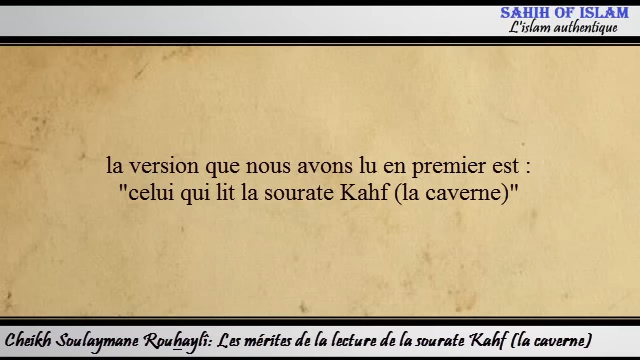 SAHIH OF ISLAM
L'islam authentique
la version que nous avons lu en premier est :
"celui qui lit la sourate Kahf (la caverne)"
Cheikh Soulaymane Rouhayli: Les mérites de la lecture de la sourate Kahf (la caverne)